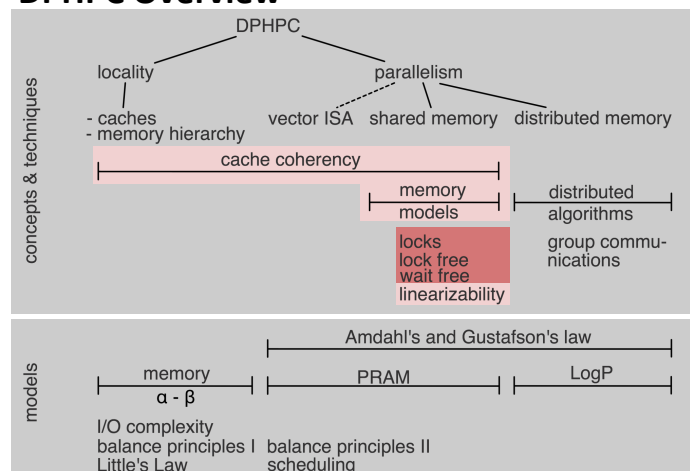 DPHPC Overview
DPHPC
locality
parallelism
- caches
- memory hierarchy
vector ISA
shared memory
distributed memory
cache coherency
memory
models
distributed
algorithms
locks
lock free
wait free
linearizability
group commu-
nications
concepts & techniques
Amdahl's and Gustafson's law
memory
α - β
PRAM
LogP
I/O complexity
balance principles I
balance principles II
Little's Law
scheduling
models